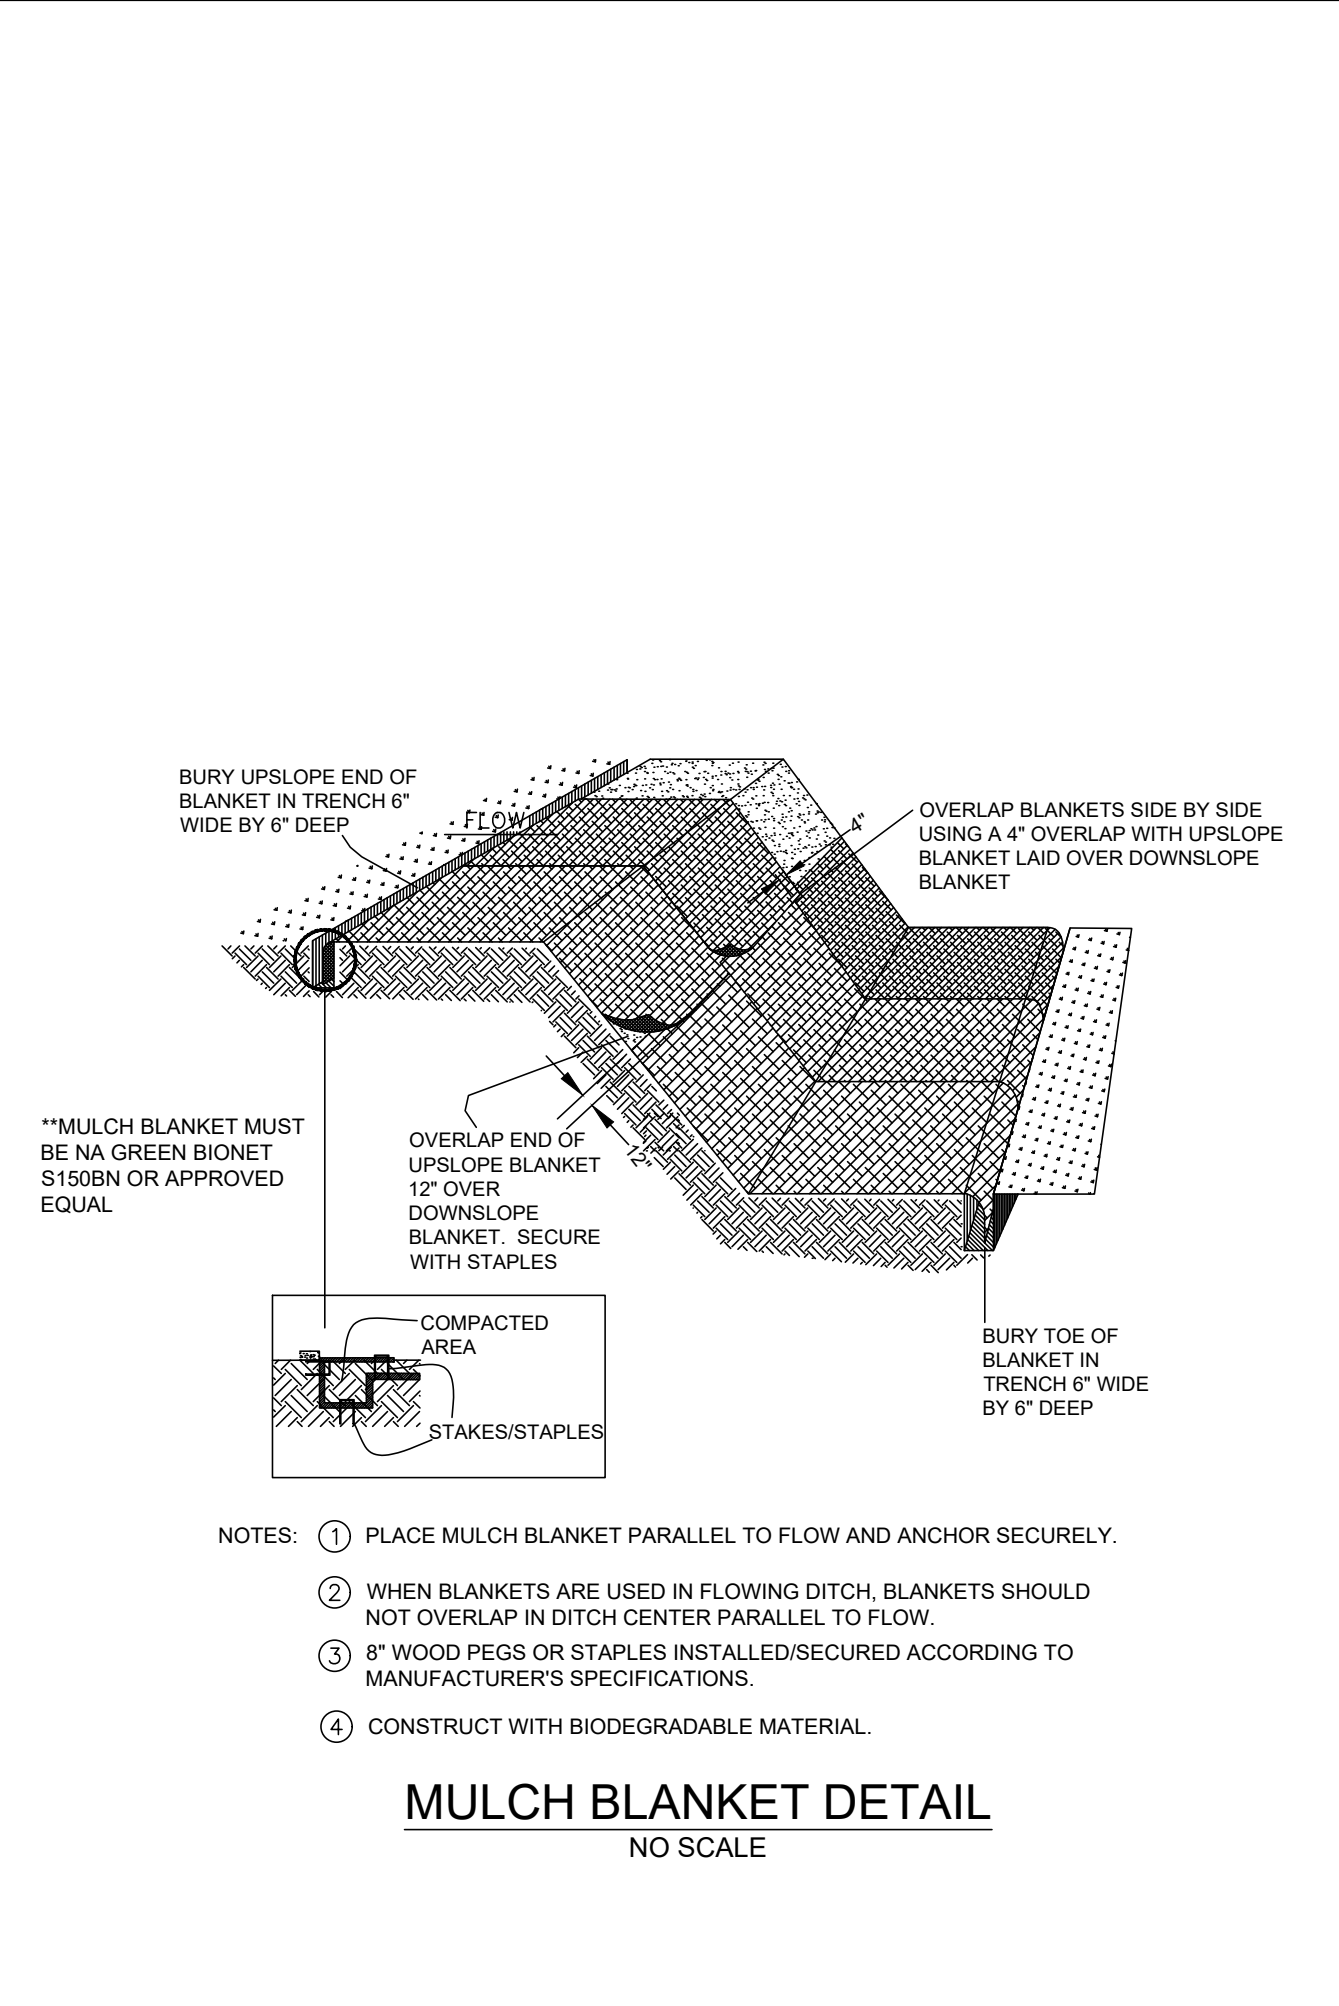 BURY UPSLOPE END OF
BLANKET IN TRENCH 6"
WIDE BY 6" DEEP
FLOW
4"
OVERLAP BLANKETS SIDE BY SIDE
USING A 4" OVERLAP WITH UPSLOPE
BLANKET LAID OVER DOWNSLOPE
BLANKET
**MULCH BLANKET MUST
BE NA GREEN BIONET
S150BN OR APPROVED
EQUAL
OVERLAP END OF
UPSLOPE BLANKET
12" OVER
DOWNSLOPE
BLANKET. SECURE
WITH STAPLES
12"
COMPACTED
AREA
STAKES/STAPLES
BURY TOE OF
BLANKET IN
TRENCH 6" WIDE
BY 6" DEEP
NOTES: 1 PLACE MULCH BLANKET PARALLEL TO FLOW AND ANCHOR SECURELY.
2 WHEN BLANKETS ARE USED IN FLOWING DITCH, BLANKETS SHOULD
NOT OVERLAP IN DITCH CENTER PARALLEL TO FLOW.
3 8" WOOD PEGS OR STAPLES INSTALLED/SECURED ACCORDING TO
MANUFACTURER'S SPECIFICATIONS.
4 CONSTRUCT WITH BIODEGRADABLE MATERIAL.
MULCH BLANKET DETAIL
NO SCALE